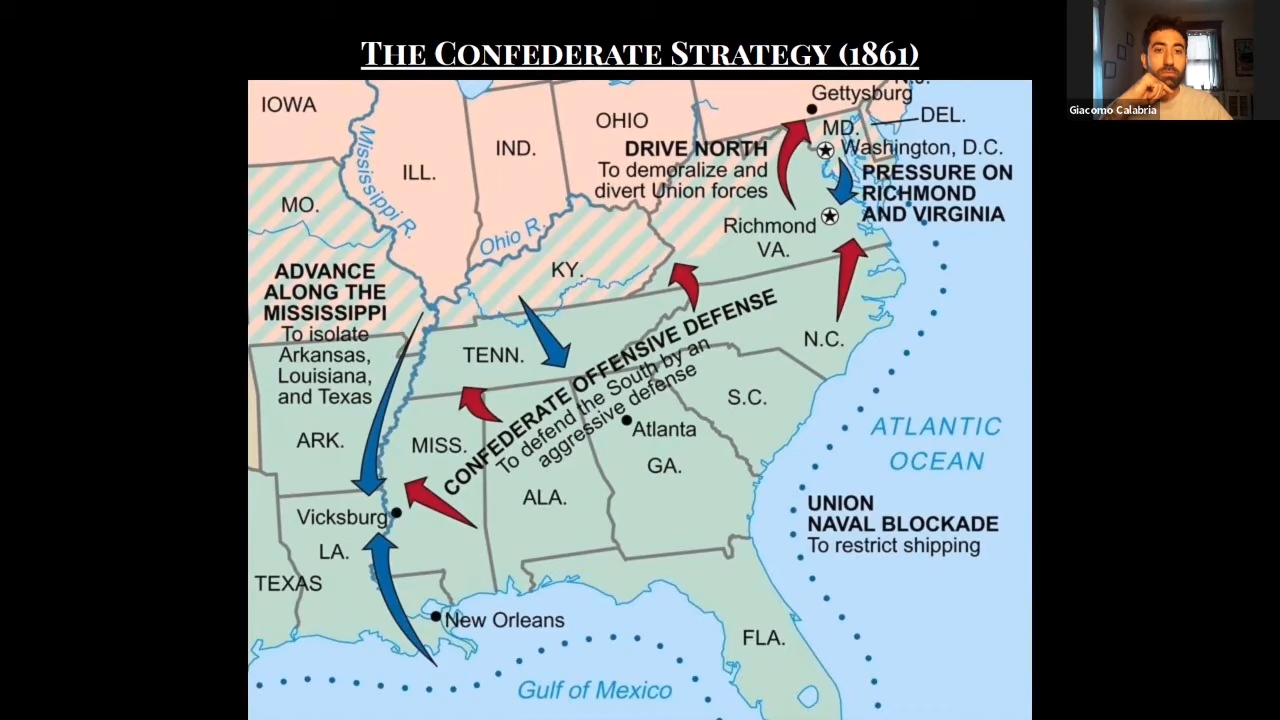 THE CONFEDERATE STRATEGY (1861)
Giacomo Calabria
IOWA
Mississippi R.
ILL.
IND.
OHIO
Gettysburg
N.J.
MD.
DEL.
Washington, D.C.
DRIVE NORTH
To demoralize and
divert Union forces
PRESSURE ON
RICHMOND
AND VIRGINIA
MO.
Ohio R.
KY.
Richmond
VA.
ADVANCE
ALONG THE
MISSISSIPPI
To isolate
Arkansas,
Louisiana,
and Texas
TENN.
CONFEDERATE OFFENSIVE DEFENSE
To defend the South by an
aggressive defense
N.C.
S.C.
ARK.
MISS.
ALA.
Atlanta
GA.
ATLANTIC
OCEAN
Vicksburg
LA.
TEXAS
UNION
NAVAL BLOCKADE
To restrict shipping
New Orleans
FLA.
Gulf of Mexico